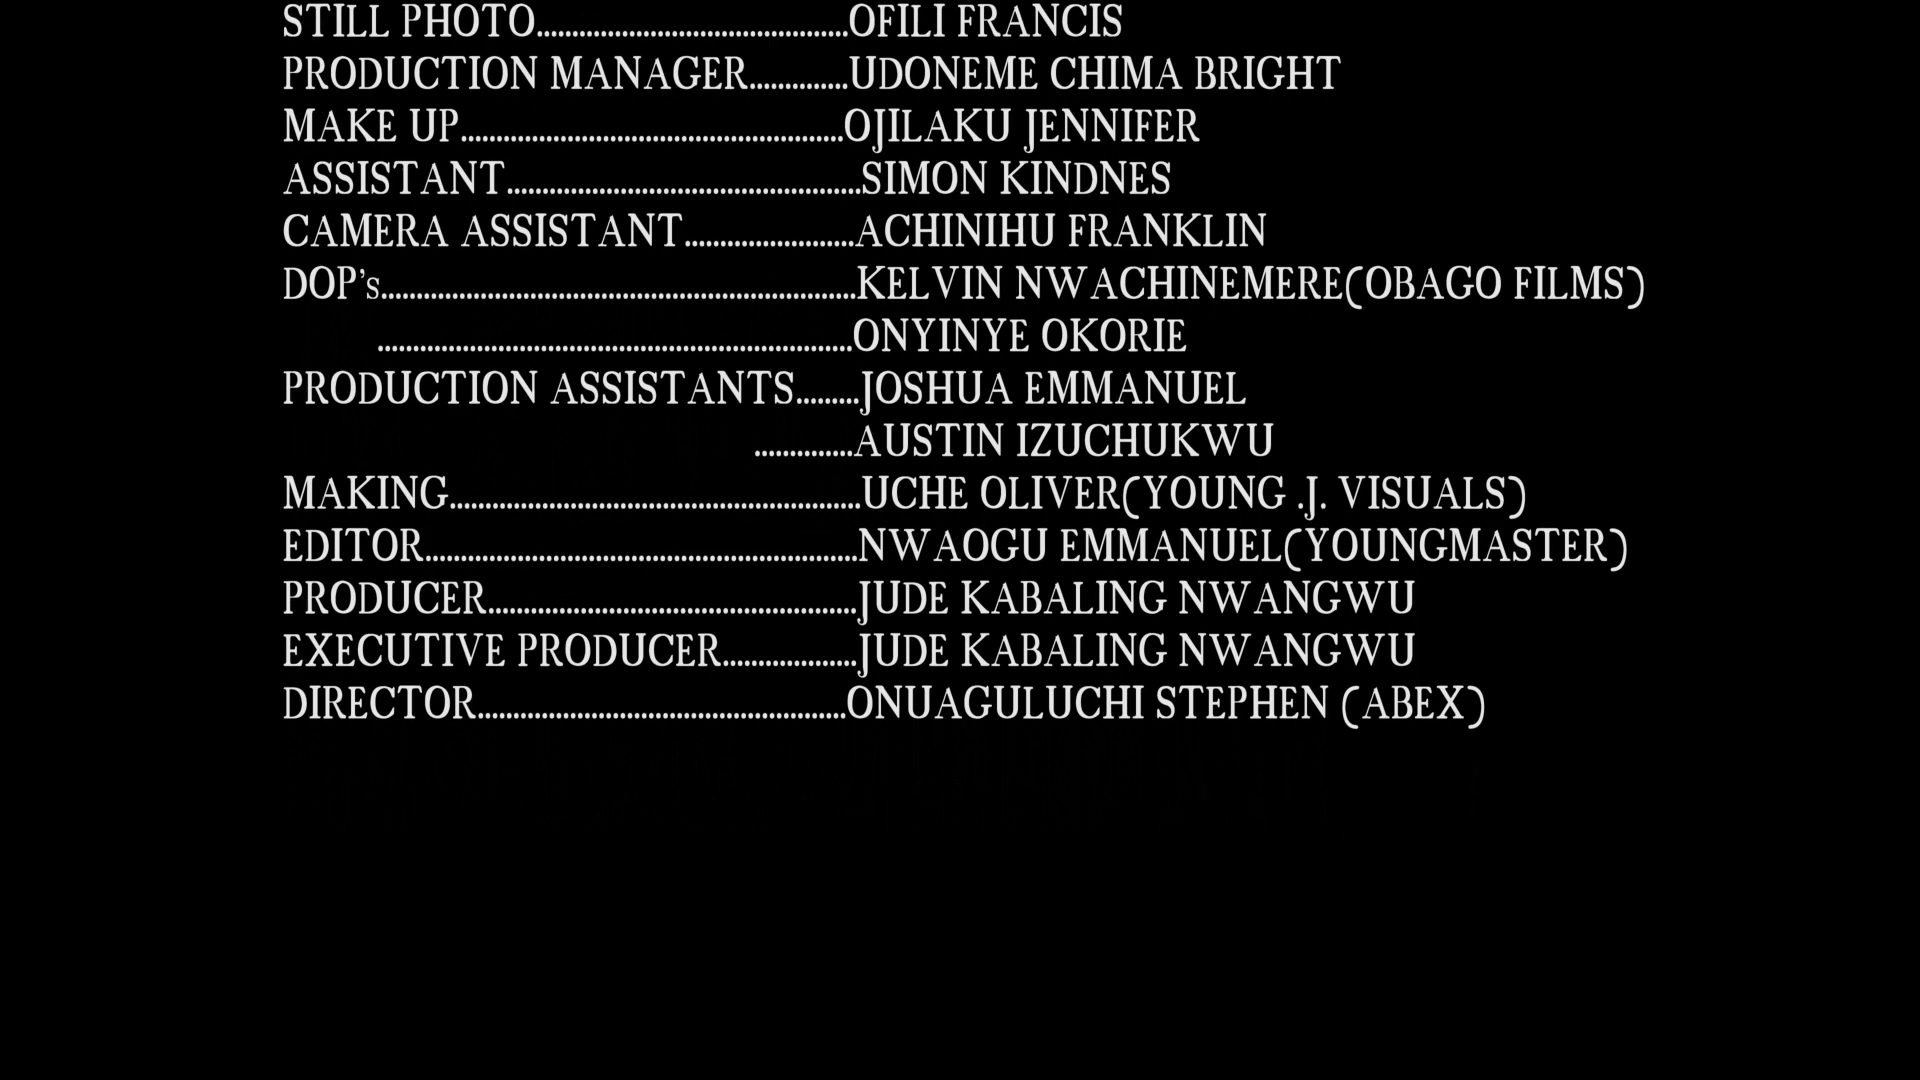 STILL PHOTO............................................OFILI FRANCIS
PRODUCTION MANAGER..............UDONEME CHIMA BRIGHT
MAKE UP......................................................OJILAKU JENNIFER
ASSISTANT..................................................SIMON KINDNES
CAMERA ASSISTANT........................ACHINIHU FRANKLIN
DOP's...................................................................KELVIN NWACHINEMERE(OBAGO FILMS)
...................................................................ONYINYE OKORIE
PRODUCTION ASSISTANTS.........JOSHUA EMMANUEL
..............AUSTIN IZUCHUKWU
MAKING..........................................................UCHE OLIVER(YOUNG .J. VISUALS)
EDITOR.............................................................NWAOGU EMMANUEL(YOUNGMASTER)
PRODUCER....................................................JUDE KABALING NWANGWU
EXECUTIVE PRODUCER...................JUDE KABALING NWANGWU
DIRECTOR....................................................ONUAGULUCHI STEPHEN (ABEX)